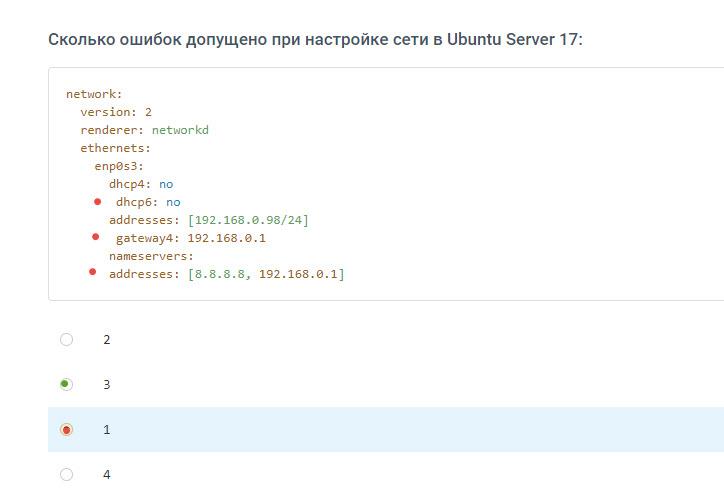 Сколько ошибок допущено при настройке сети в Ubuntu Server 17:
network:
  version: 2
  renderer: networkd
  ethernets:
    enp0s3:
      dhcp4: no
       dhcp6: no
      addresses: [192.168.0.98/24]
       gateway4: 192.168.0.1
      nameservers:
      addresses: [8.8.8.8, 192.168.0.1]
2
3
1
4